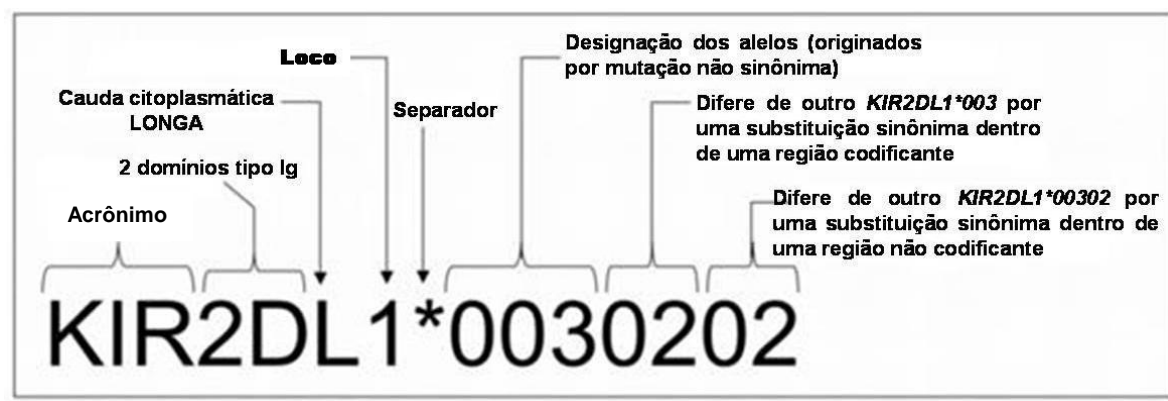 Loco
Designação dos alelos (originados
por mutação não sinônima)
Cauda citoplasmática
LONGA
Separador
Difere de outro KIR2DL1*003 por
uma substituição sinônima dentro
de uma região codificante
2 domínios tipo Ig
Difere de outro KIR2DL1*00302 por
uma substituição sinônima dentro de
uma região não codificante
Acrônimo
KIR2DL1*0030202